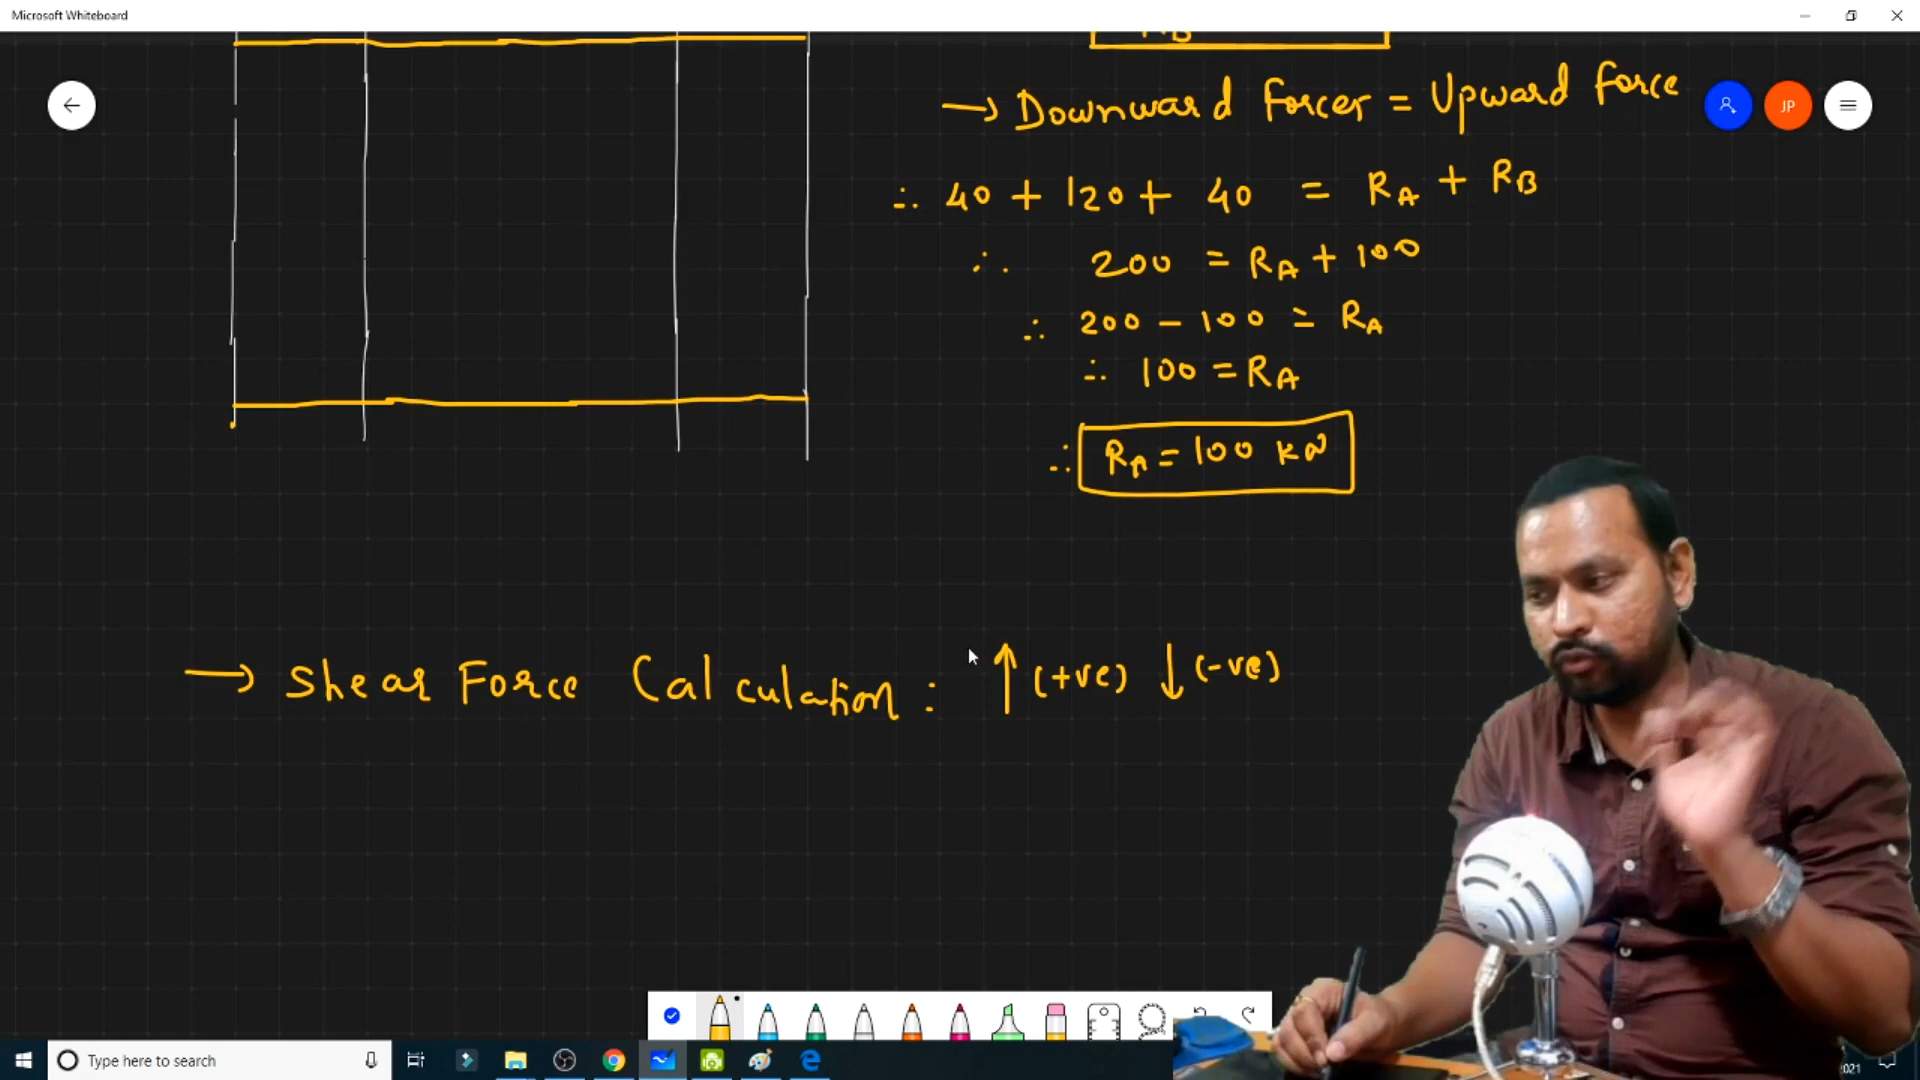 Microsoft Whiteboard
→ Downward Forces = Upward Force
JP
∴ 40 + 120 + 40 = RA + RB
∴ 200 = RA + 100
∴ 200 - 100 = RA
∴ 100 = RA
∴ RA = 100 kN
→ Shear Force Calculation : ↑ (+ve) ↓ (-ve)
Type here to search